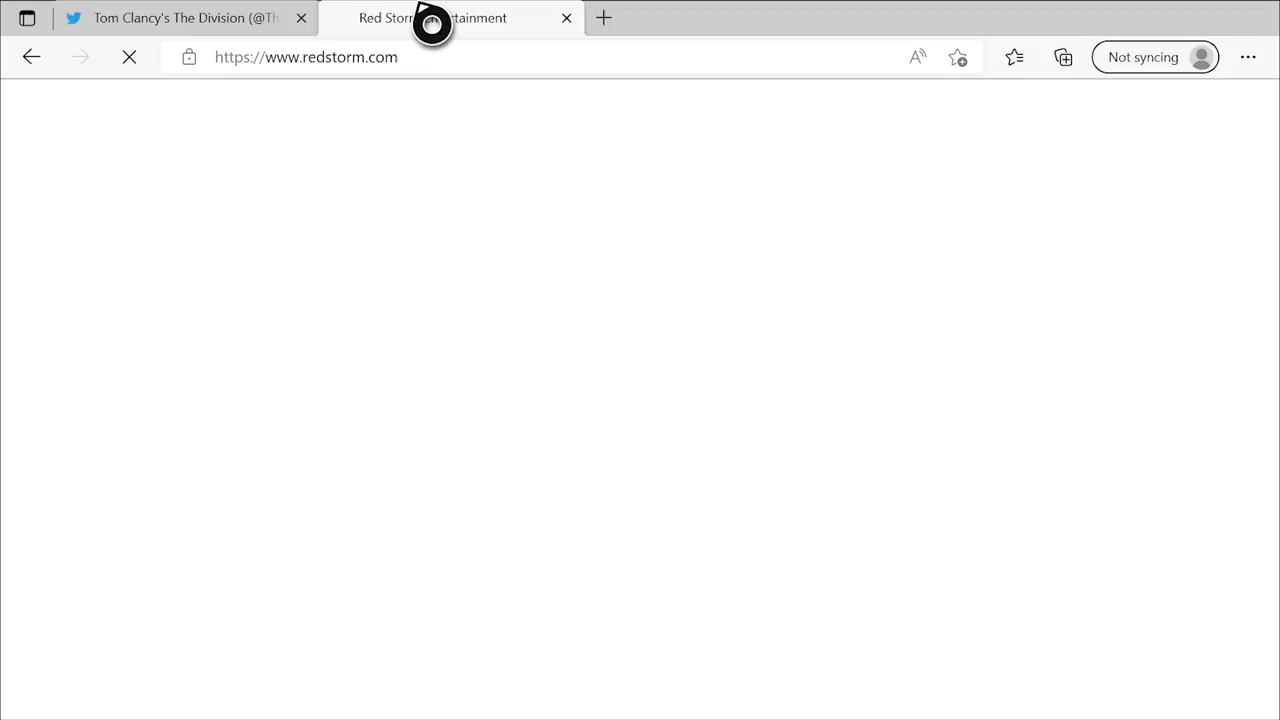 Tom Clancy's The Division (@Th
Red Storm Entertainment
https://www.redstorm.com
Not syncing